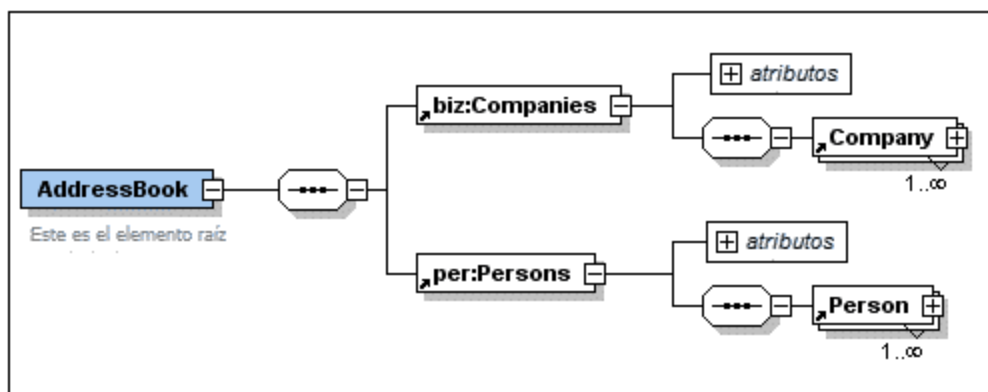 atributos
biz:Companies
Company
1..∞
AddressBook
Este es el elemento raíz
atributos
per:Persons
Person
1..∞